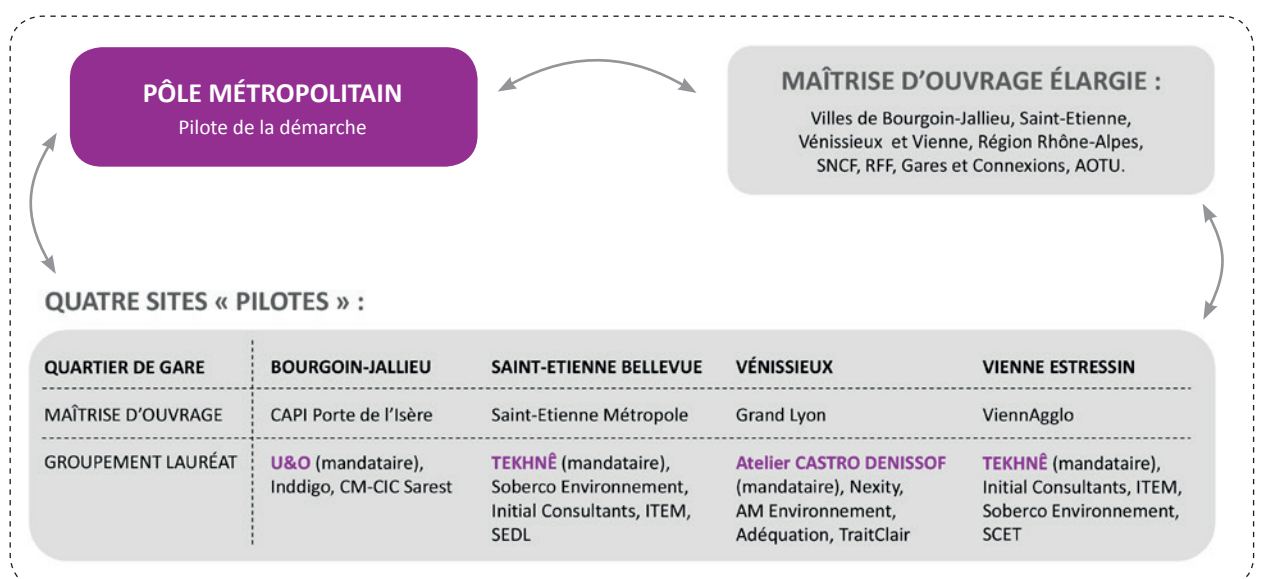 PÔLE MÉTROPOLITAIN
Pilote de la démarche
MAÎTRISE D'OUVRAGE ÉLARGIE :
Villes de Bourgoin-Jallieu, Saint-Etienne,
Vénissieux et Vienne, Région Rhône-Alpes,
SNCF, RFF, Gares et Connexions, AOTU.
QUATRE SITES « PILOTES » :
QUARTIER DE GARE BOURGOIN-JALLIEU SAINT-ETIENNE BELLEVUE VÉNISSIEUX VIENNE ESTRESSIN
MAÎTRISE D'OUVRAGE CAPI Porte de l'Isère Saint-Etienne Métropole Grand Lyon ViennAgglo
GROUPEMENT LAURÉAT
U&O (mandataire),
Inddigo, CM-CIC Sarest
TEKHNÊ (mandataire),
Soberco Environnement,
Initial Consultants, ITEM,
SEDL
Atelier CASTRO DENISSOF
(mandataire), Nexity,
AM Environnement,
Adéquation, TraitClair
TEKHNÊ (mandataire),
Initial Consultants, ITEM,
Soberco Environnement,
SCET